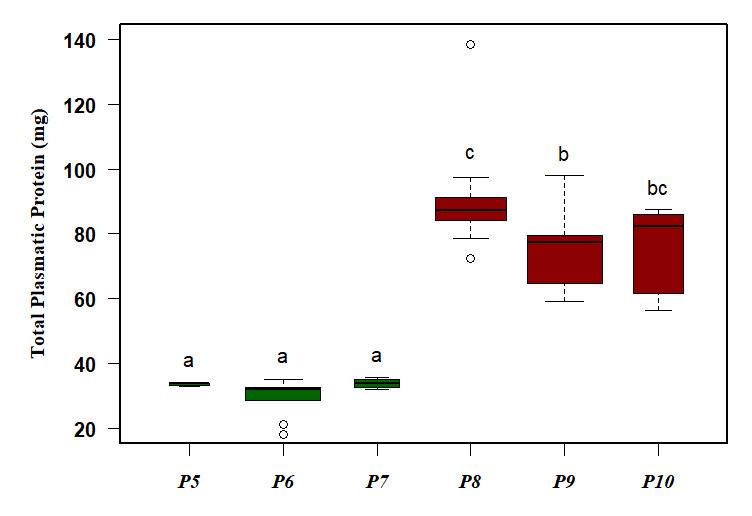 Total Plasmatic Protein (mg)
140
120
100
80
60
40
20
a
a
a
c
b
bc
P5 P6 P7 P8 P9 P10